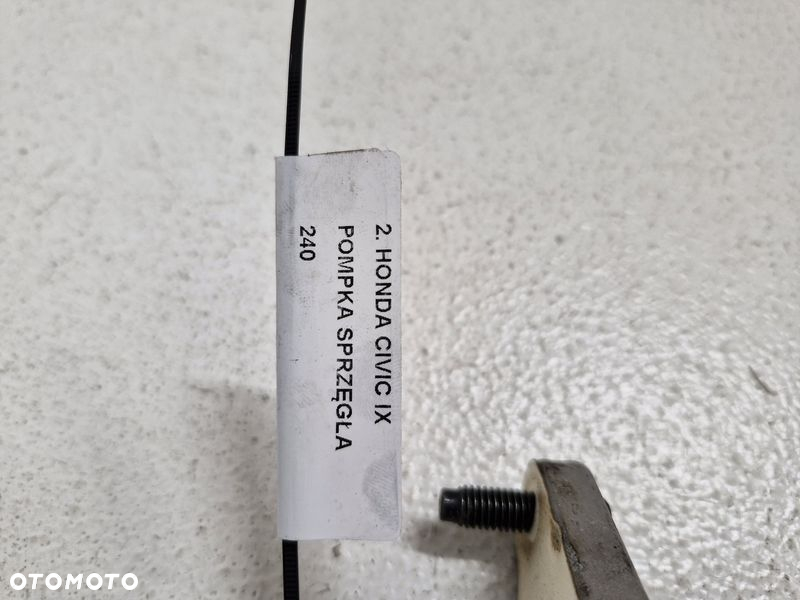 2. HONDA CIVIC IX
POMPKA SPRZĘGŁA
240
OTOMOTO